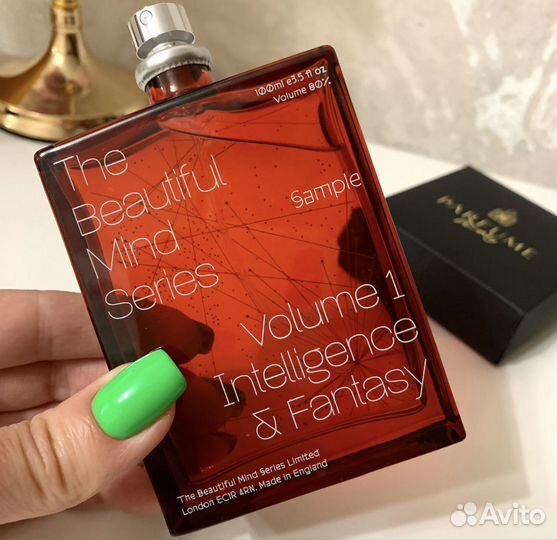 100ml e3.5 fl oz
Volume 80%
The
Beautiful
Mind
Series
Sample
Volume 1
Intelligence
& Fantasy
The Beautiful Mind Series Limited
London EC1R 4RN. Made in England
PARFUME
Avito